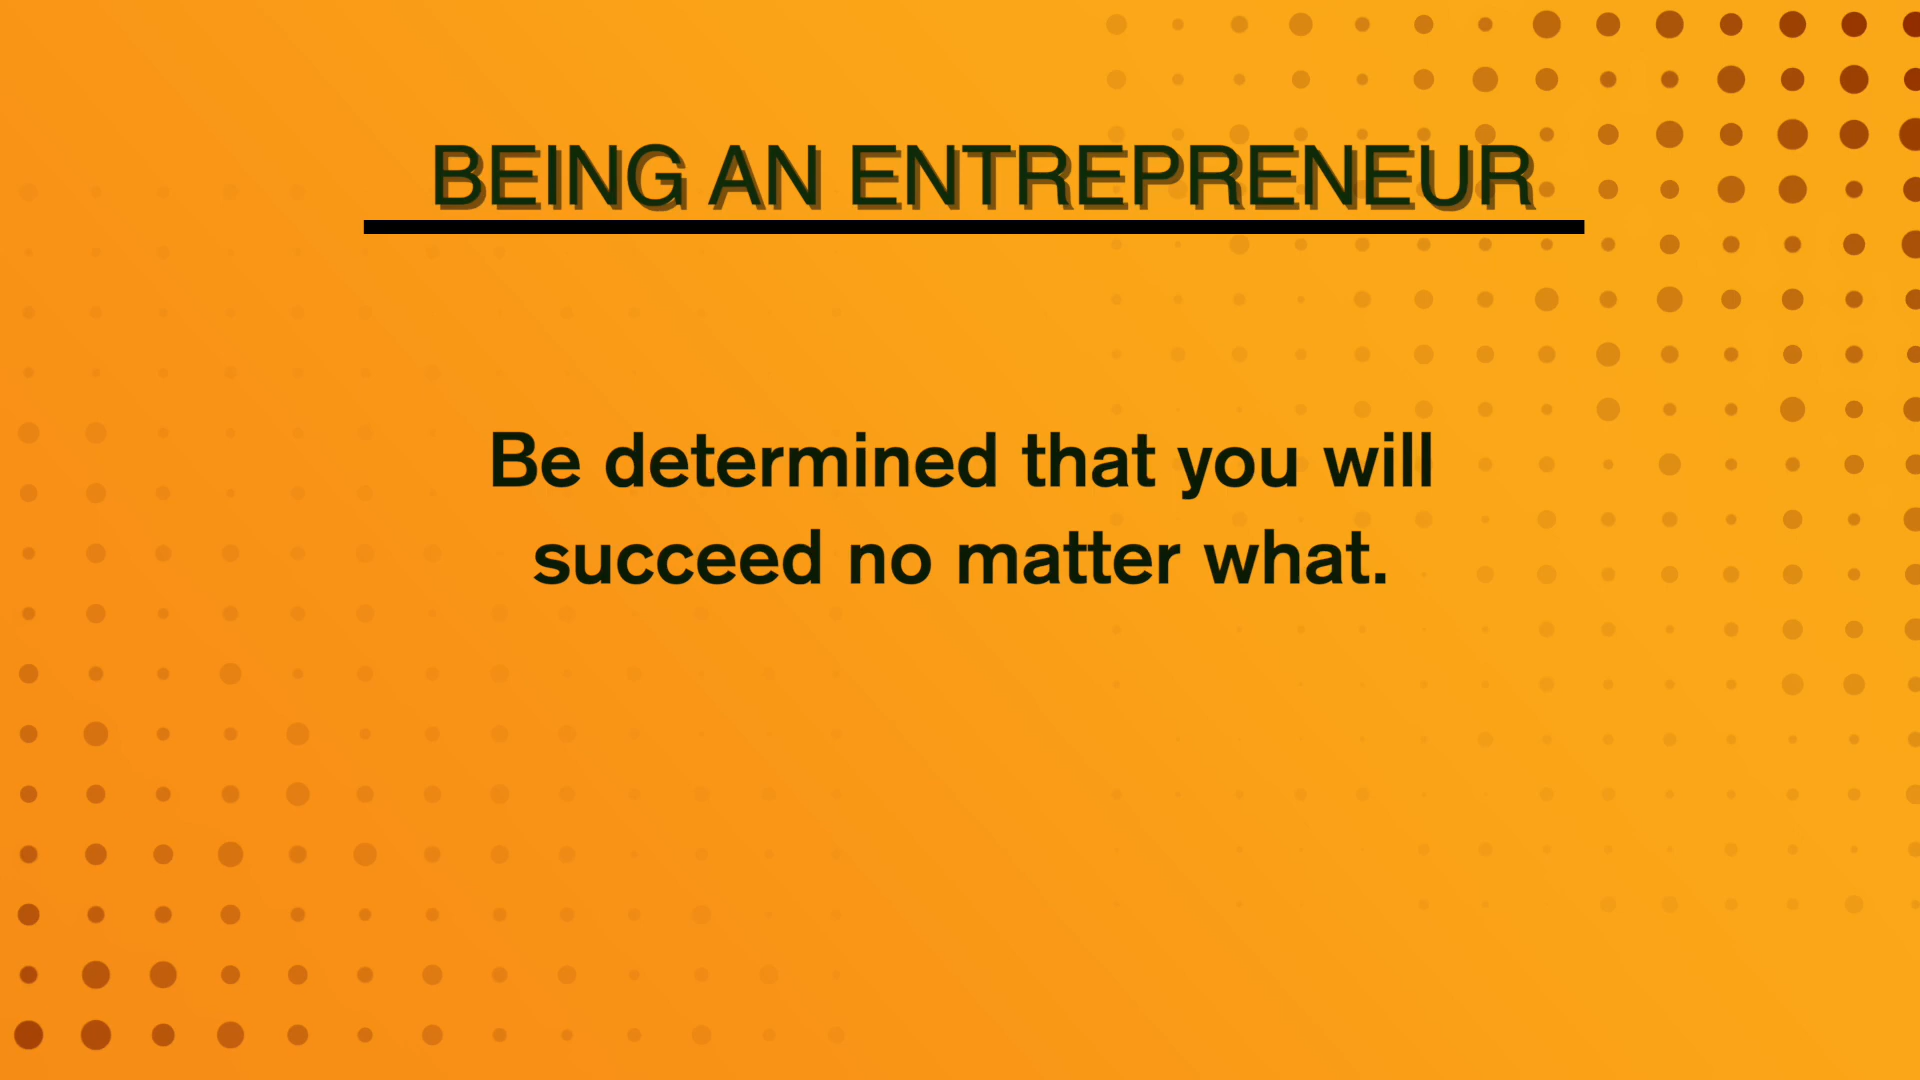 BEING AN ENTREPRENEUR
Be determined that you will
succeed no matter what.